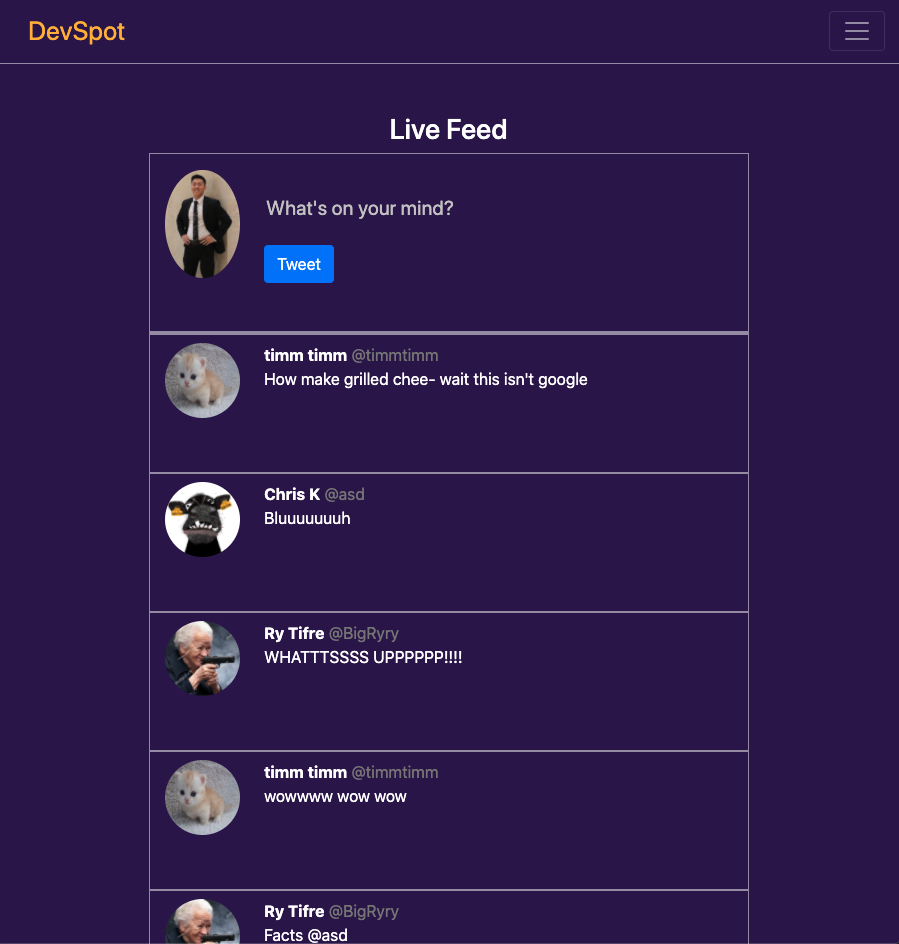 DevSpot
Live Feed
What's on your mind?
Tweet
timm timm @timmtimm
How make grilled chee- wait this isn't google
Chris K @asd
Bluuuuuuuh
Ry Tifre @BigRyry
WHATTTSSSS UPPPPPP!!!!
timm timm @timmtimm
wowwww wow wow
Ry Tifre @BigRyry
Facts @asd